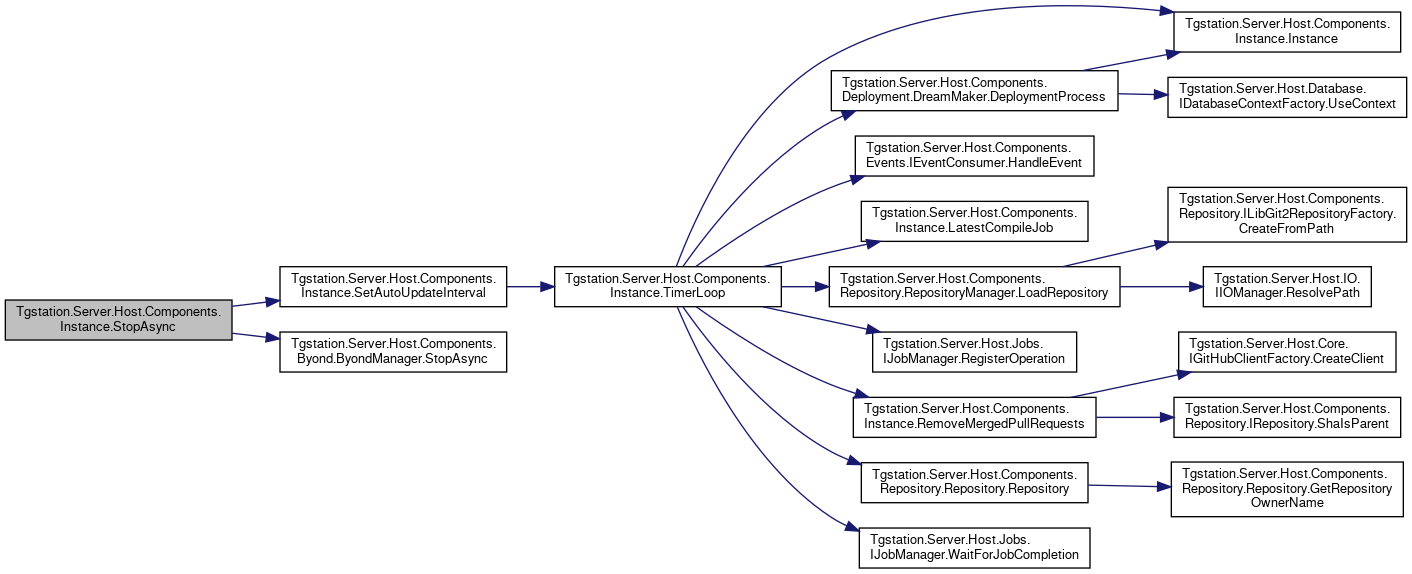 Tgstation.Server.Host.Components.
Instance.StopAsync
Tgstation.Server.Host.Components.
Instance.SetAutoUpdateInterval
Tgstation.Server.Host.Components.
Byond.ByondManager.StopAsync
Tgstation.Server.Host.Components.
Instance.TimerLoop
Tgstation.Server.Host.Components.
Deployment.DreamMaker.DeploymentProcess
Tgstation.Server.Host.Components.
Events.IEventConsumer.HandleEvent
Tgstation.Server.Host.Components.
Instance.LatestCompileJob
Tgstation.Server.Host.Components.
Repository.RepositoryManager.LoadRepository
Tgstation.Server.Host.Jobs.
IJobManager.RegisterOperation
Tgstation.Server.Host.Components.
Instance.RemoveMergedPullRequests
Tgstation.Server.Host.Components.
Repository.Repository.Repository
Tgstation.Server.Host.Jobs.
IJobManager.WaitForJobCompletion
Tgstation.Server.Host.Components.
Instance.Instance
Tgstation.Server.Host.Database.
IDatabaseContextFactory.UseContext
Tgstation.Server.Host.Components.
Repository.ILibGit2RepositoryFactory.
CreateFromPath
Tgstation.Server.Host.IO.
IIOManager.ResolvePath
Tgstation.Server.Host.Core.
IGitHubClientFactory.CreateClient
Tgstation.Server.Host.Components.
Repository.IRepository.ShaIsParent
Tgstation.Server.Host.Components.
Repository.Repository.GetRepository
OwnerName